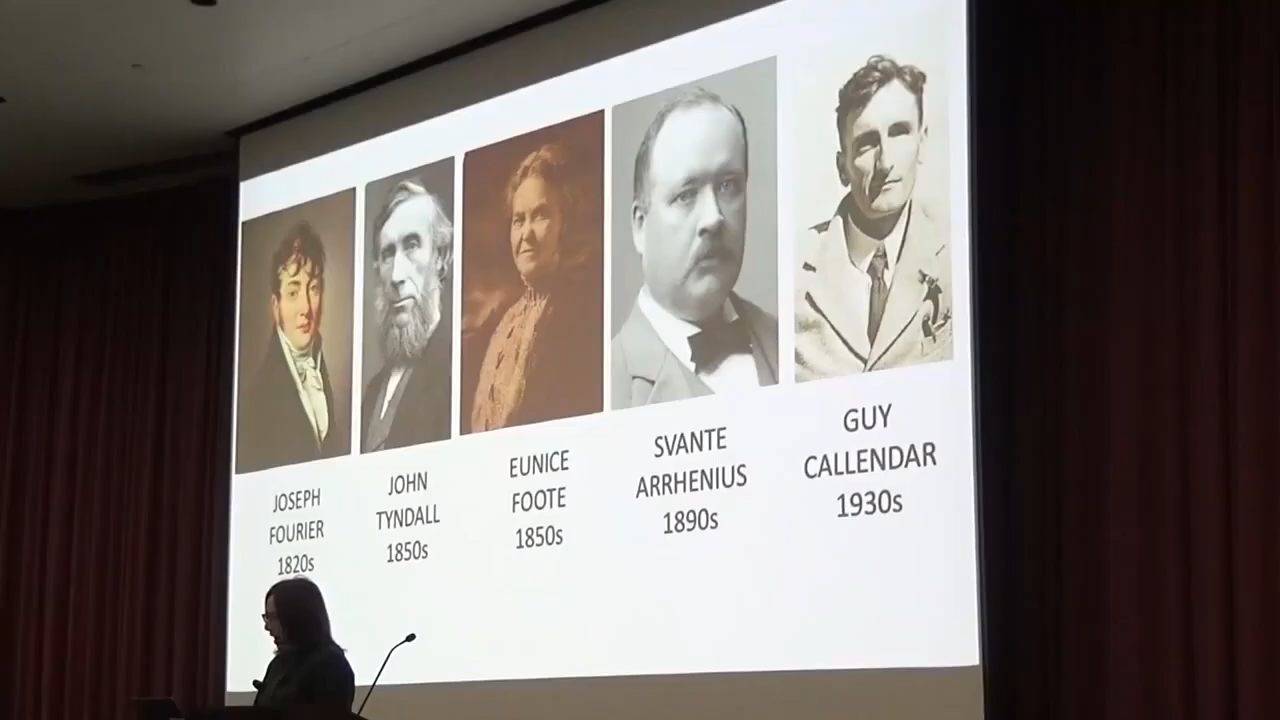 JOSEPH
FOURIER
1820s
JOHN
TYNDALL
1850s
EUNICE
FOOTE
1850s
SVANTE
ARRHENIUS
1890s
GUY
CALLENDAR
1930s